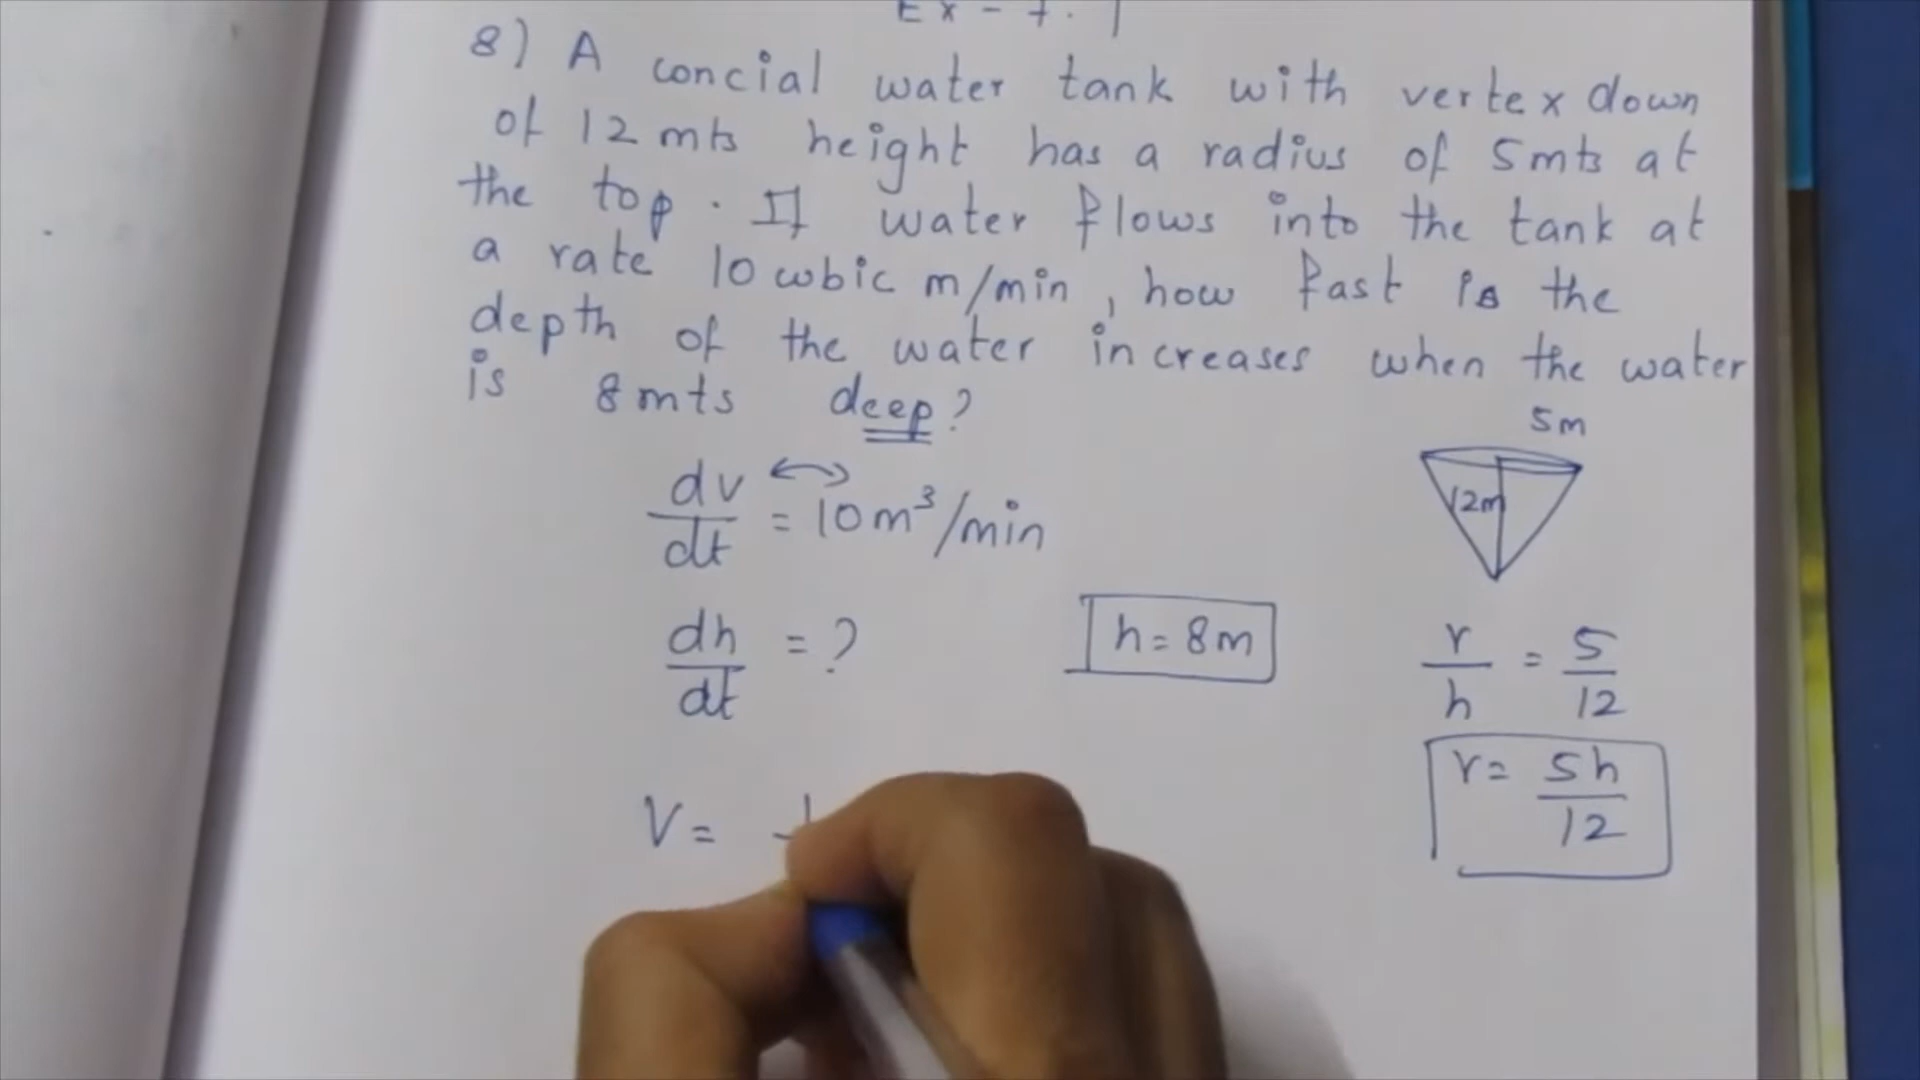 Ex - 7. 1
8) A concial water tank with vertex down
of 12 mts height has a radius of 5mts at
the top. If water flows into the tank at
a rate 10 cubic m/min, how fast is the
depth of the water increases when the water
is 8mts deep?
5m
12m
dv/dt = 10m³/min
dh/dt = ?
h = 8m
r/h = 5/12
r = 5h/12
V =